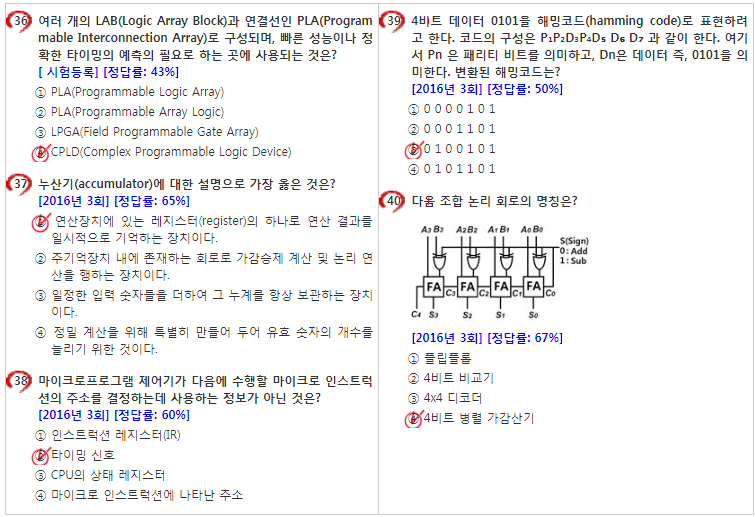 36 여러 개의 LAB(Logic Array Block)과 연결선인 PLA(Program
mable Interconnection Array)로 구성되며, 빠른 성능이나 정
확한 타이밍의 예측의 필요로 하는 곳에 사용되는 것은?
[ 시험등록] [정답률: 43%]
① PLA(Programmable Logic Array)
② PLA(Programmable Array Logic)
③ LPGA(Field Programmable Gate Array)
④ CPLD(Complex Programmable Logic Device)
37 누산기(accumulator)에 대한 설명으로 가장 옳은 것은?
[2016년 3회] [정답률: 65%]
① 연산장치에 있는 레지스터(register)의 하나로 연산 결과를
일시적으로 기억하는 장치이다.
② 주기억장치 내에 존재하는 회로로 가감승제 계산 및 논리 연
산을 행하는 장치이다.
③ 일정한 입력 숫자들을 더하여 그 누계를 항상 보관하는 장치
이다.
④ 정밀 계산을 위해 특별히 만들어 두어 유효 숫자의 개수를
늘리기 위한 것이다.
38 마이크로프로그램 제어기가 다음에 수행할 마이크로 인스트럭
션의 주소를 결정하는데 사용하는 정보가 아닌 것은?
[2016년 3회] [정답률: 60%]
① 인스트럭션 레지스터(IR)
② 타이밍 신호
③ CPU의 상태 레지스터
④ 마이크로 인스트럭션에 나타난 주소
39 4비트 데이터 0101을 해밍코드(hamming code)로 표현하려
고 한다. 코드의 구성은 P₁P₂D₃P₄D₅ D₆ D₇ 과 같이 한다. 여기
서 Pn 은 패리티 비트를 의미하고, Dn은 데이터 즉, 0101을 의
미한다. 변환된 해밍코드는?
[2016년 3회] [정답률: 50%]
① 0 0 0 0 1 0 1
② 0 0 0 1 1 0 1
③ 0 1 0 0 1 0 1
④ 0 1 0 1 1 0 1
40 다음 조합 논리 회로의 명칭은?
A₃ B₃ A₂B₂ A₁ B₁ A₀ B₀
S(Sign)
0: Add
1: Sub
FA C₃ FA C₂ FA C₁ FA C₀
C₄ S₃ S₂ S₁ S₀
[2016년 3회] [정답률: 67%]
① 플립플롭
② 4비트 비교기
③ 4x4 디코더
④ 4비트 병렬 가감산기